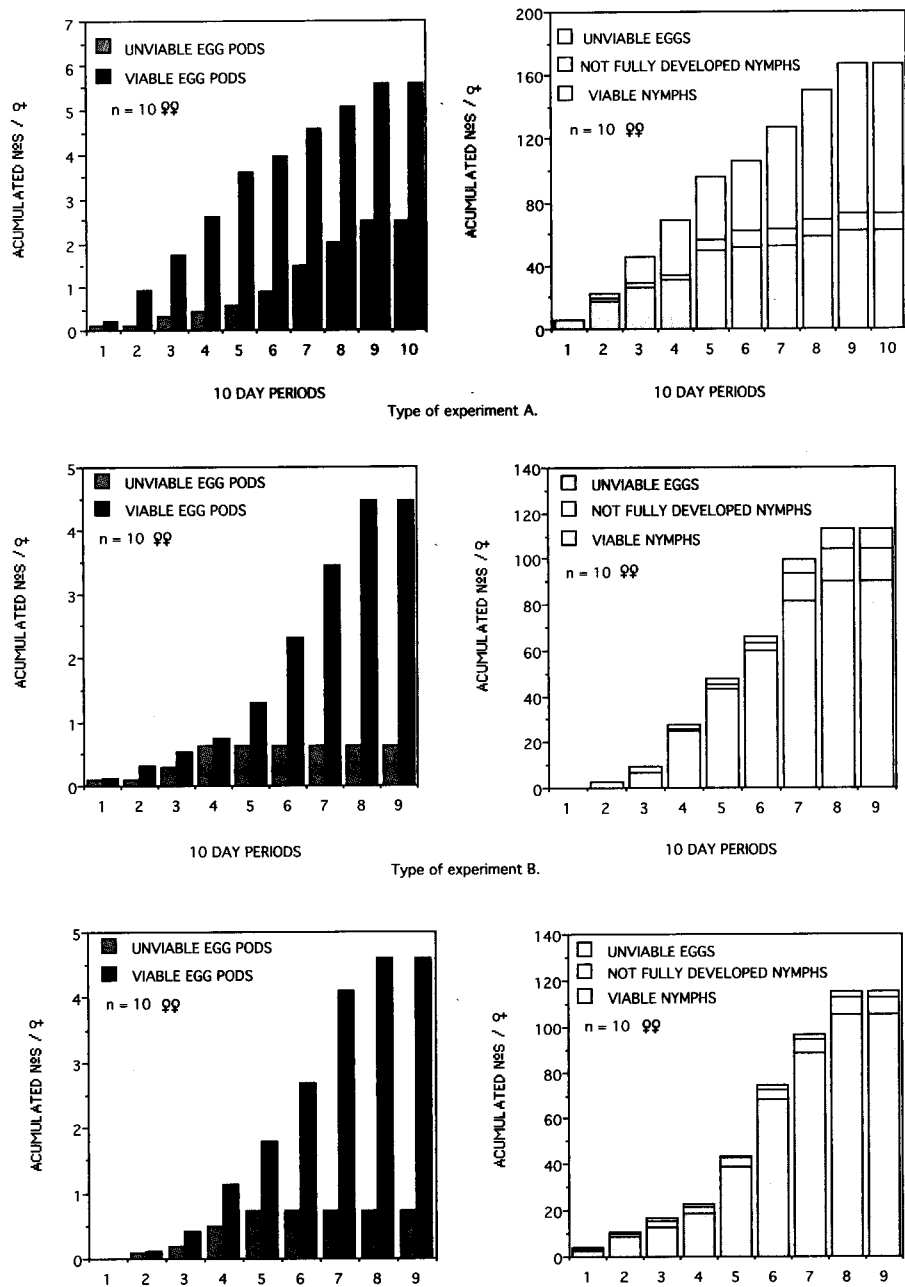 7
6
5
4
3
2
1
0
ACUMULATED NºS / ♀
UNVIABLE EGG PODS
VIABLE EGG PODS
n = 10 ♀♀
1 2 3 4 5 6 7 8 9 10
10 DAY PERIODS
200
160
120
80
40
0
ACUMULATED NºS / ♀
UNVIABLE EGGS
NOT FULLY DEVELOPED NYMPHS
VIABLE NYMPHS
n = 10 ♀♀
1 2 3 4 5 6 7 8 9 10
10 DAY PERIODS
Type of experiment A.
5
4
3
2
1
0
ACUMULATED NºS / ♀
UNVIABLE EGG PODS
VIABLE EGG PODS
n = 10 ♀♀
1 2 3 4 5 6 7 8 9
10 DAY PERIODS
140
120
100
80
60
40
20
0
ACUMULATED NºS / ♀
UNVIABLE EGGS
NOT FULLY DEVELOPED NYMPHS
VIABLE NYMPHS
n = 10 ♀♀
1 2 3 4 5 6 7 8 9
10 DAY PERIODS
Type of experiment B.
5
4
3
2
1
0
ACUMULATED NºS / ♀
UNVIABLE EGG PODS
VIABLE EGG PODS
n = 10 ♀♀
1 2 3 4 5 6 7 8 9
140
120
100
80
60
40
20
0
ACUMULATED NºS / ♀
UNVIABLE EGGS
NOT FULLY DEVELOPED NYMPHS
VIABLE NYMPHS
n = 10 ♀♀
1 2 3 4 5 6 7 8 9